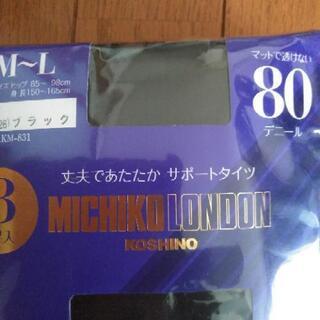 M～L
ヒップ 85～98cm
身長150～165cm
ブラック
KM-831
マットで透けない
80
デニール
丈夫であたたか サポートタイツ
3
MICHIKO LONDON
KOSHINO